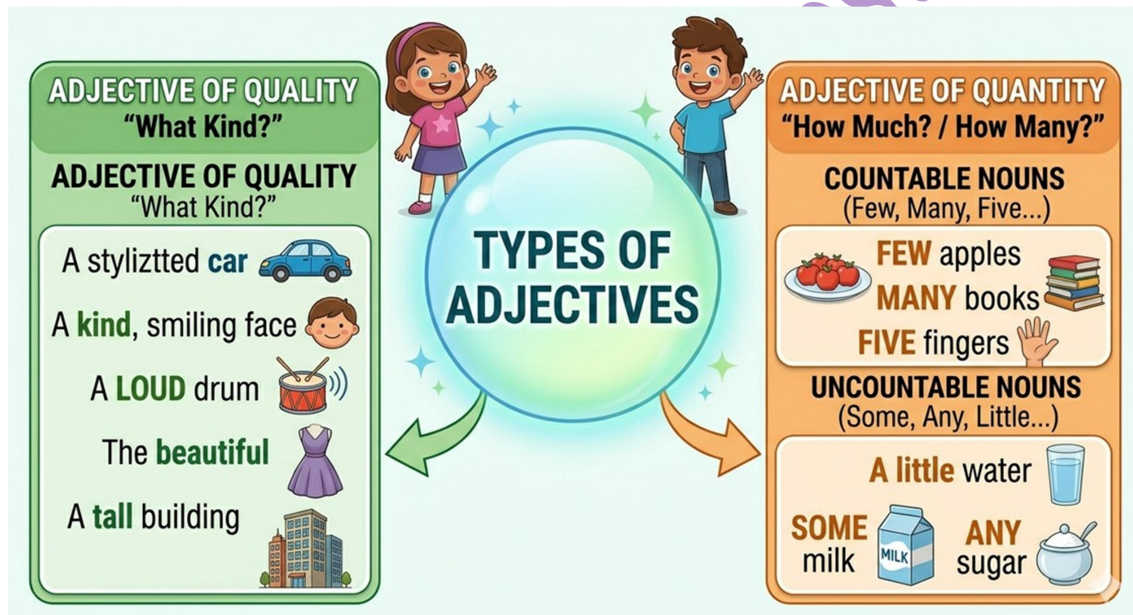 TYPES OF
ADJECTIVES
ADJECTIVE OF QUALITY
“What Kind?”
ADJECTIVE OF QUALITY
“What Kind?”
A styliztted car
A kind, smiling face
A LOUD drum
The beautiful
A tall building
ADJECTIVE OF QUANTITY
“How Much? / How Many?”
COUNTABLE NOUNS
(Few, Many, Five...)
FEW apples
MANY books
FIVE fingers
UNCOUNTABLE NOUNS
(Some, Any, Little...)
A little water
SOME
milk
MILK
ANY
sugar